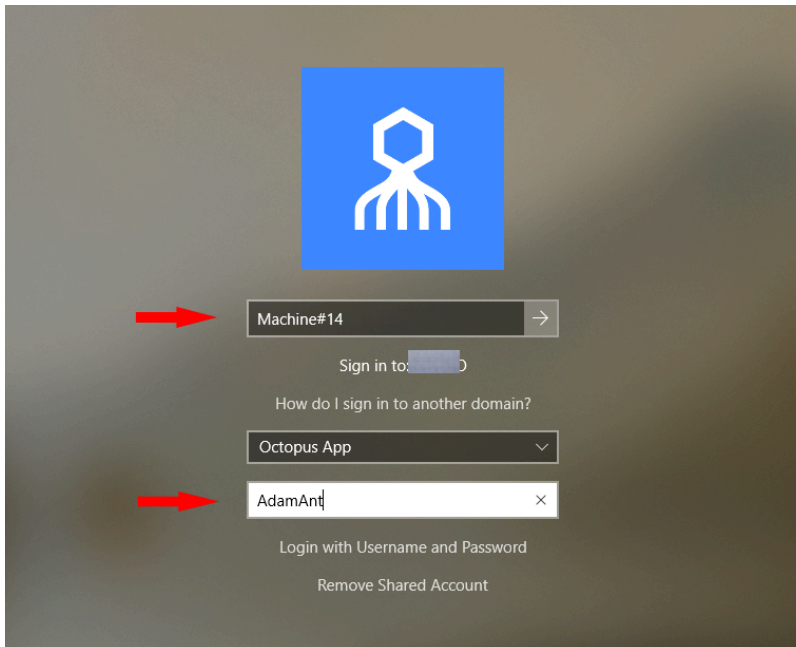 Machine#14
Sign in to:
How do I sign in to another domain?
Octopus App
AdamAnt
Login with Username and Password
Remove Shared Account